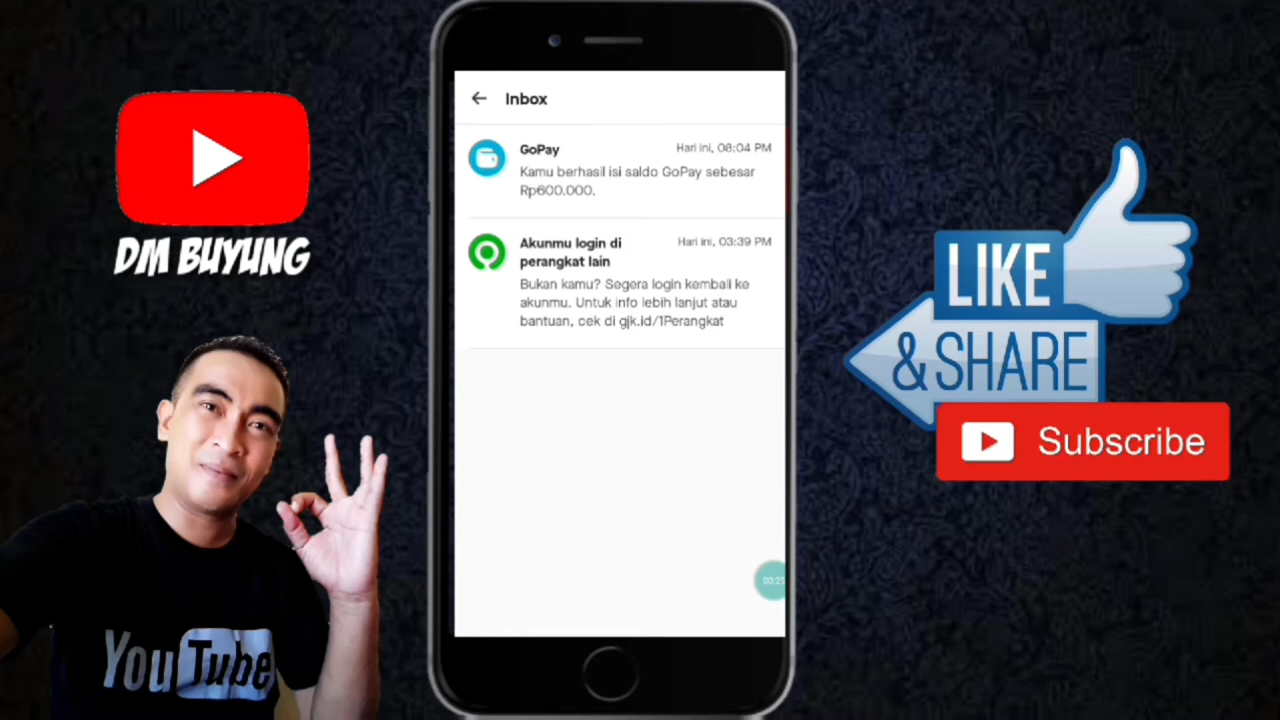 DM BUYUNG
YouTube
Inbox
GoPay
Hari ini, 08:04 PM
Kamu berhasil isi saldo GoPay sebesar
Rp600.000.
Akunmu login di
perangkat lain
Hari ini, 03:39 PM
Bukan kamu? Segera login kembali ke
akunmu. Untuk info lebih lanjut atau
bantuan, cek di gjk.id/1Perangkat
LIKE
& SHARE
Subscribe